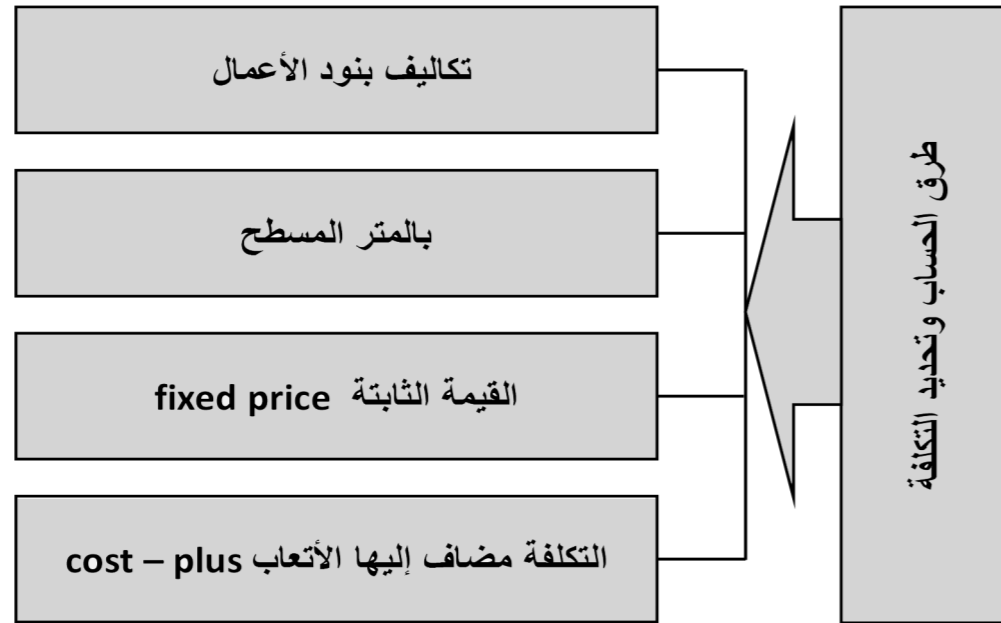 طرق الحساب وتحديد التكلفة
تكاليف بنود الأعمال
بالمتر المسطح
القيمة الثابتة fixed price
التكلفة مضاف إليها الأتعاب cost – plus